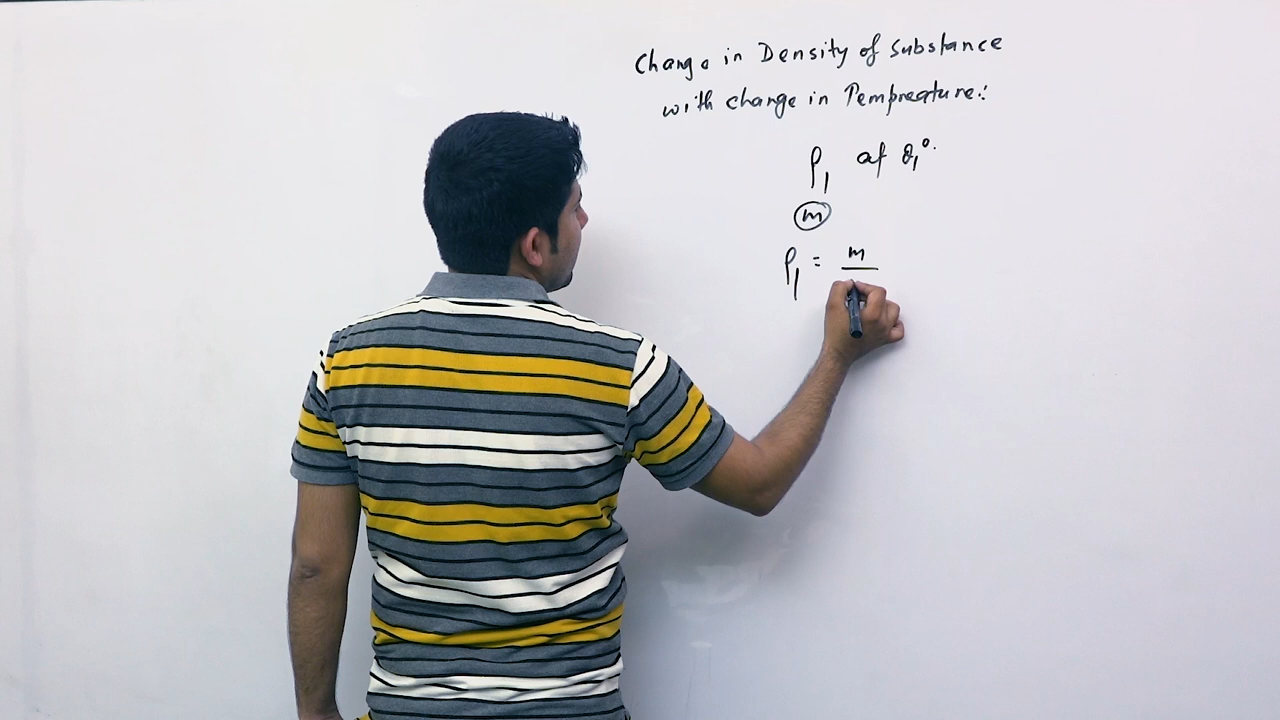 Change in Density of substance
with change in Tempreature:
ρ₁ at θ₁°
m
ρ₁ = m